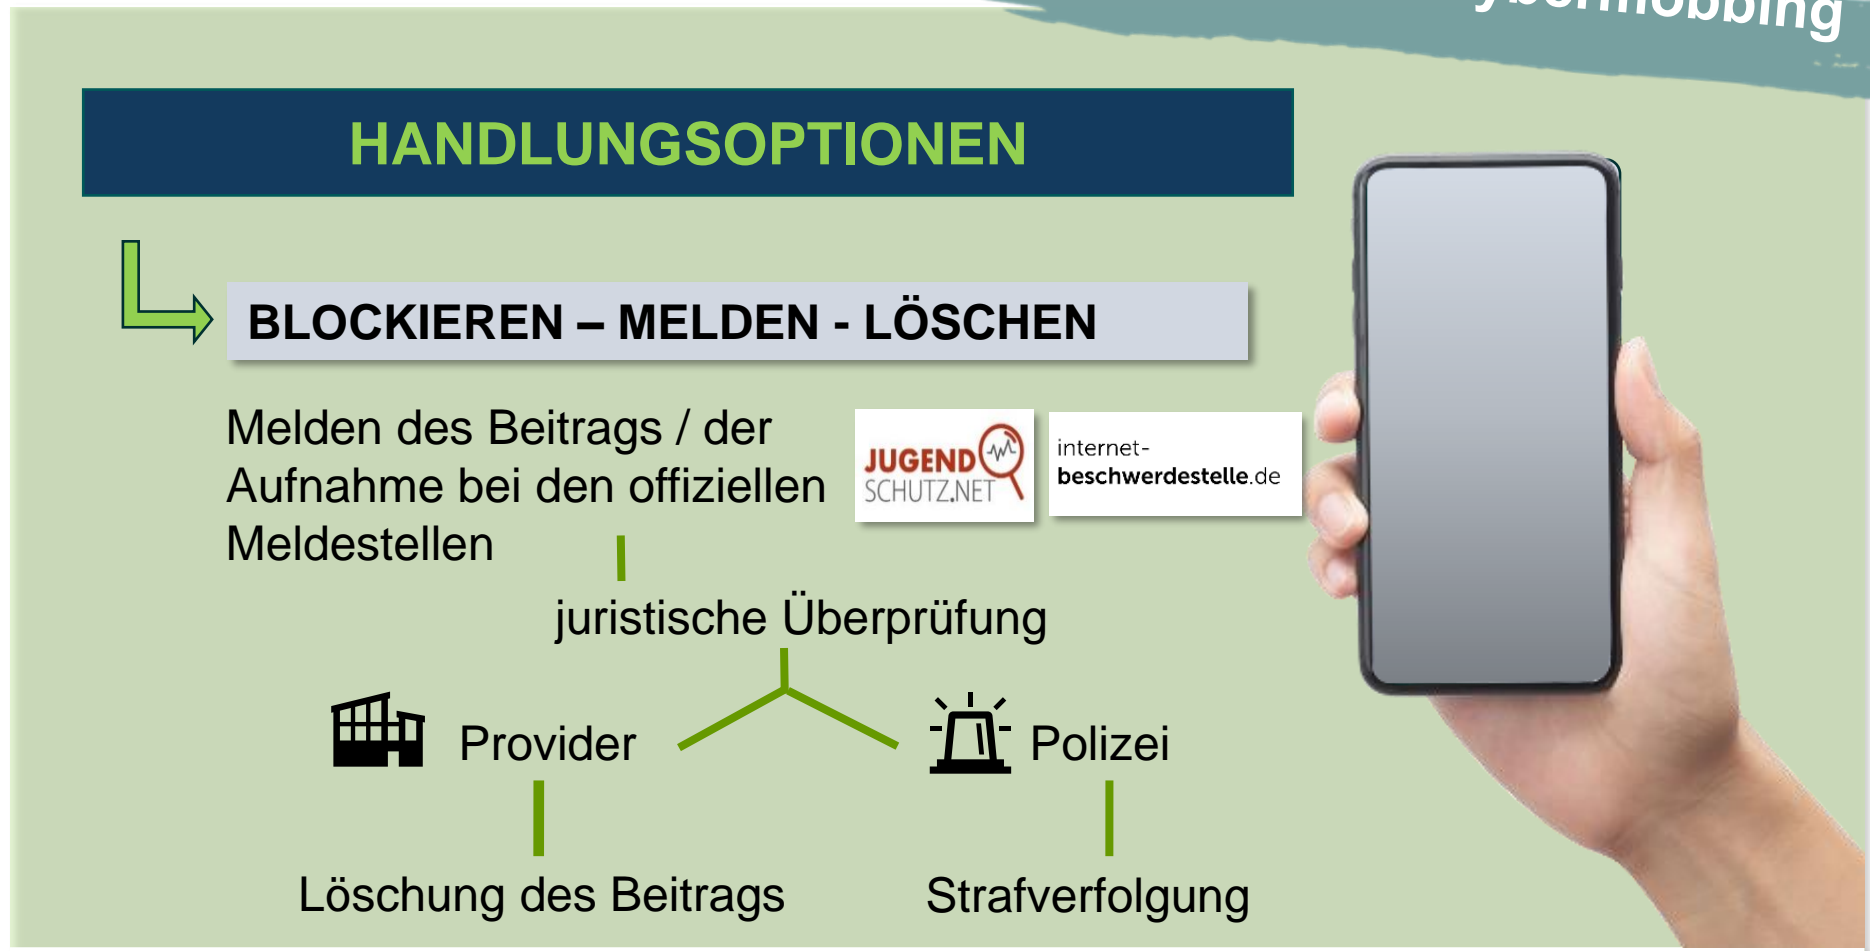 HANDLUNGSOPTIONEN
BLOCKIEREN – MELDEN - LÖSCHEN
Melden des Beitrags / der
Aufnahme bei den offiziellen
Meldestellen
JUGEND
SCHUTZ.NET
internet-
beschwerdestelle.de
juristische Überprüfung
Provider
Polizei
Löschung des Beitrags
Strafverfolgung